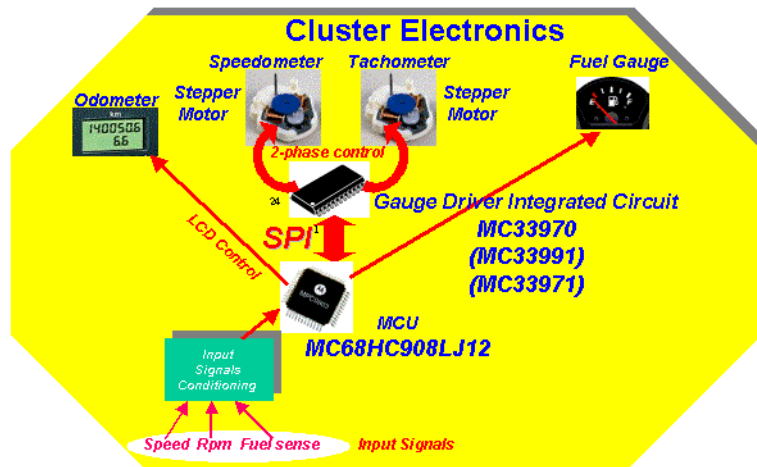 Cluster Electronics
Speedometer
Tachometer
Fuel Gauge
Odometer
Stepper
Motor
Stepper
Motor
km
140050.6
6.6
2-phase control
24
Gauge Driver Integrated Circuit
MC33970
(MC33991)
(MC33971)
SPI
1
LCD Control
MCU
MC68HC908LJ12
Input
Signals
Conditioning
Speed Rpm Fuel sense
Input Signals